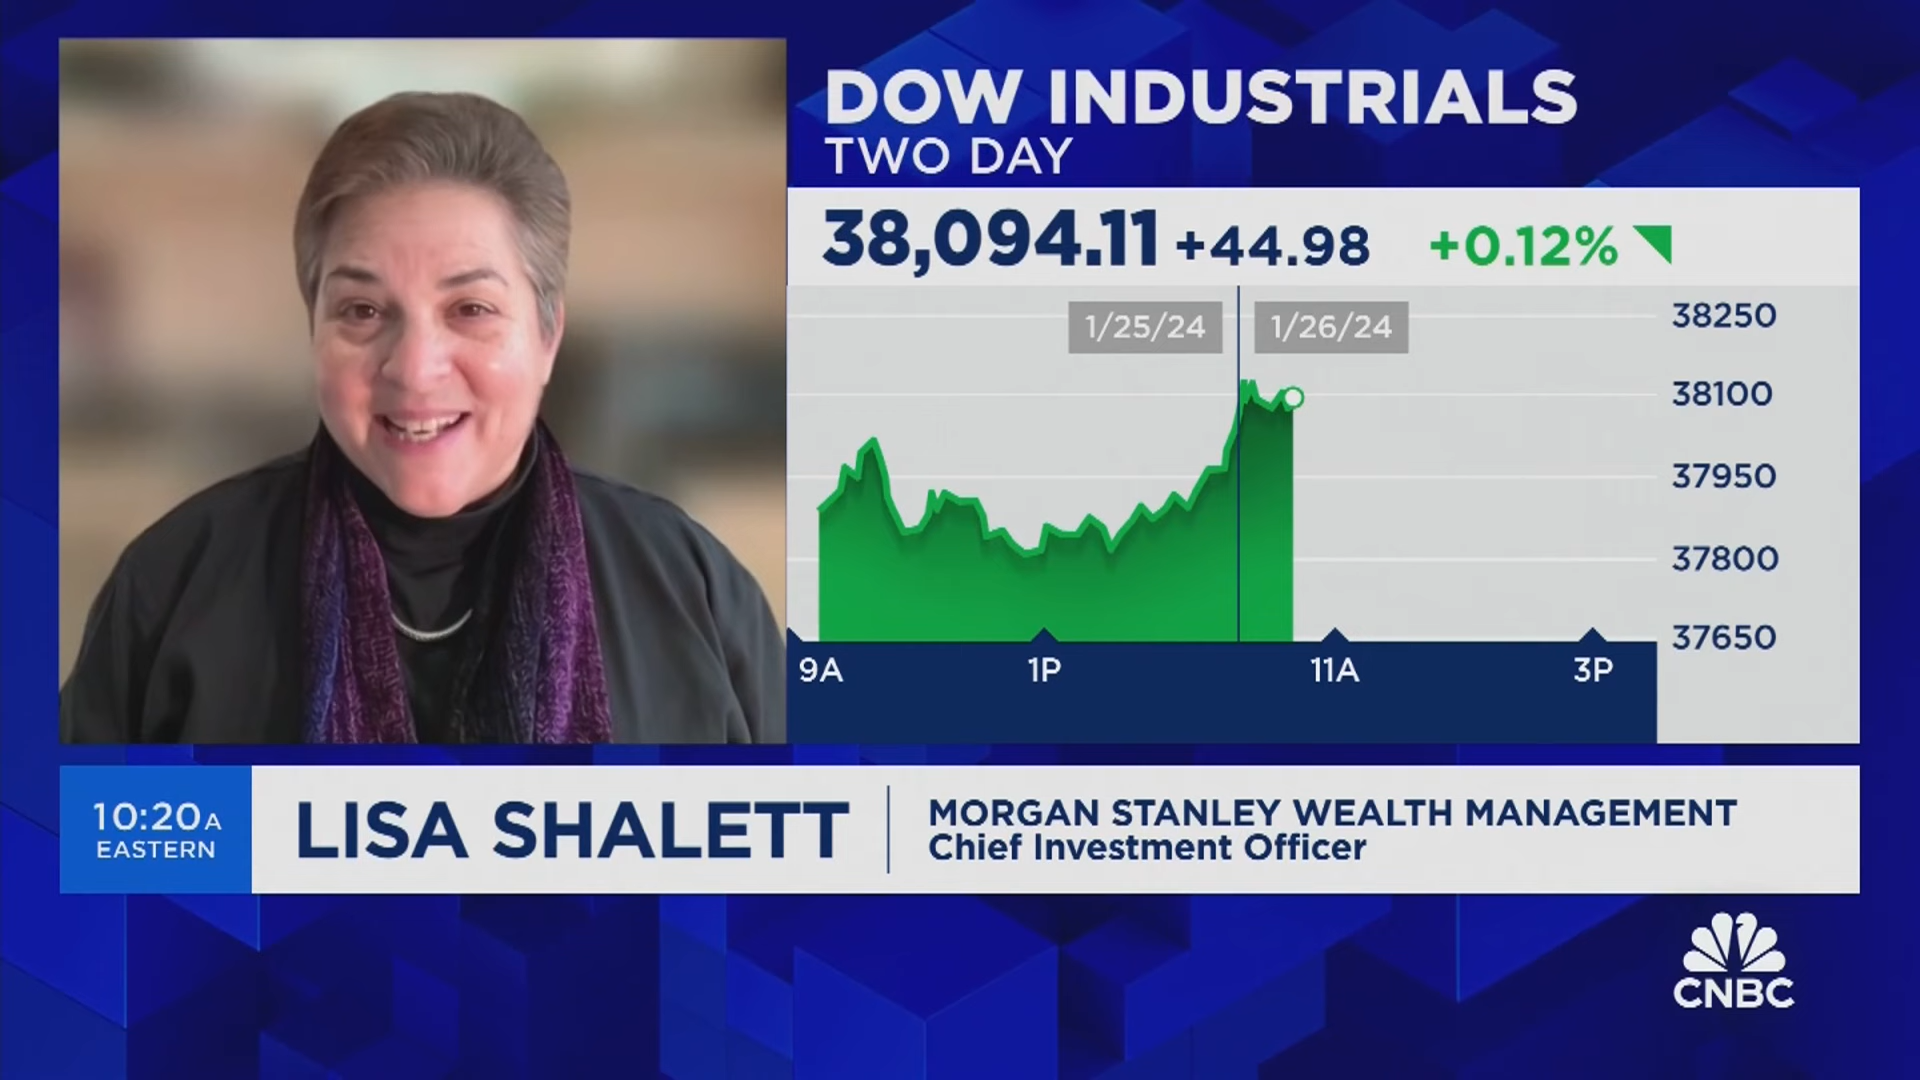 DOW INDUSTRIALS
TWO DAY
38,094.11 +44.98 +0.12%
1/25/24 1/26/24
38250
38100
37950
37800
37650
9A 1P 11A 3P
10:20A
EASTERN
LISA SHALETT
MORGAN STANLEY WEALTH MANAGEMENT
Chief Investment Officer
CNBC